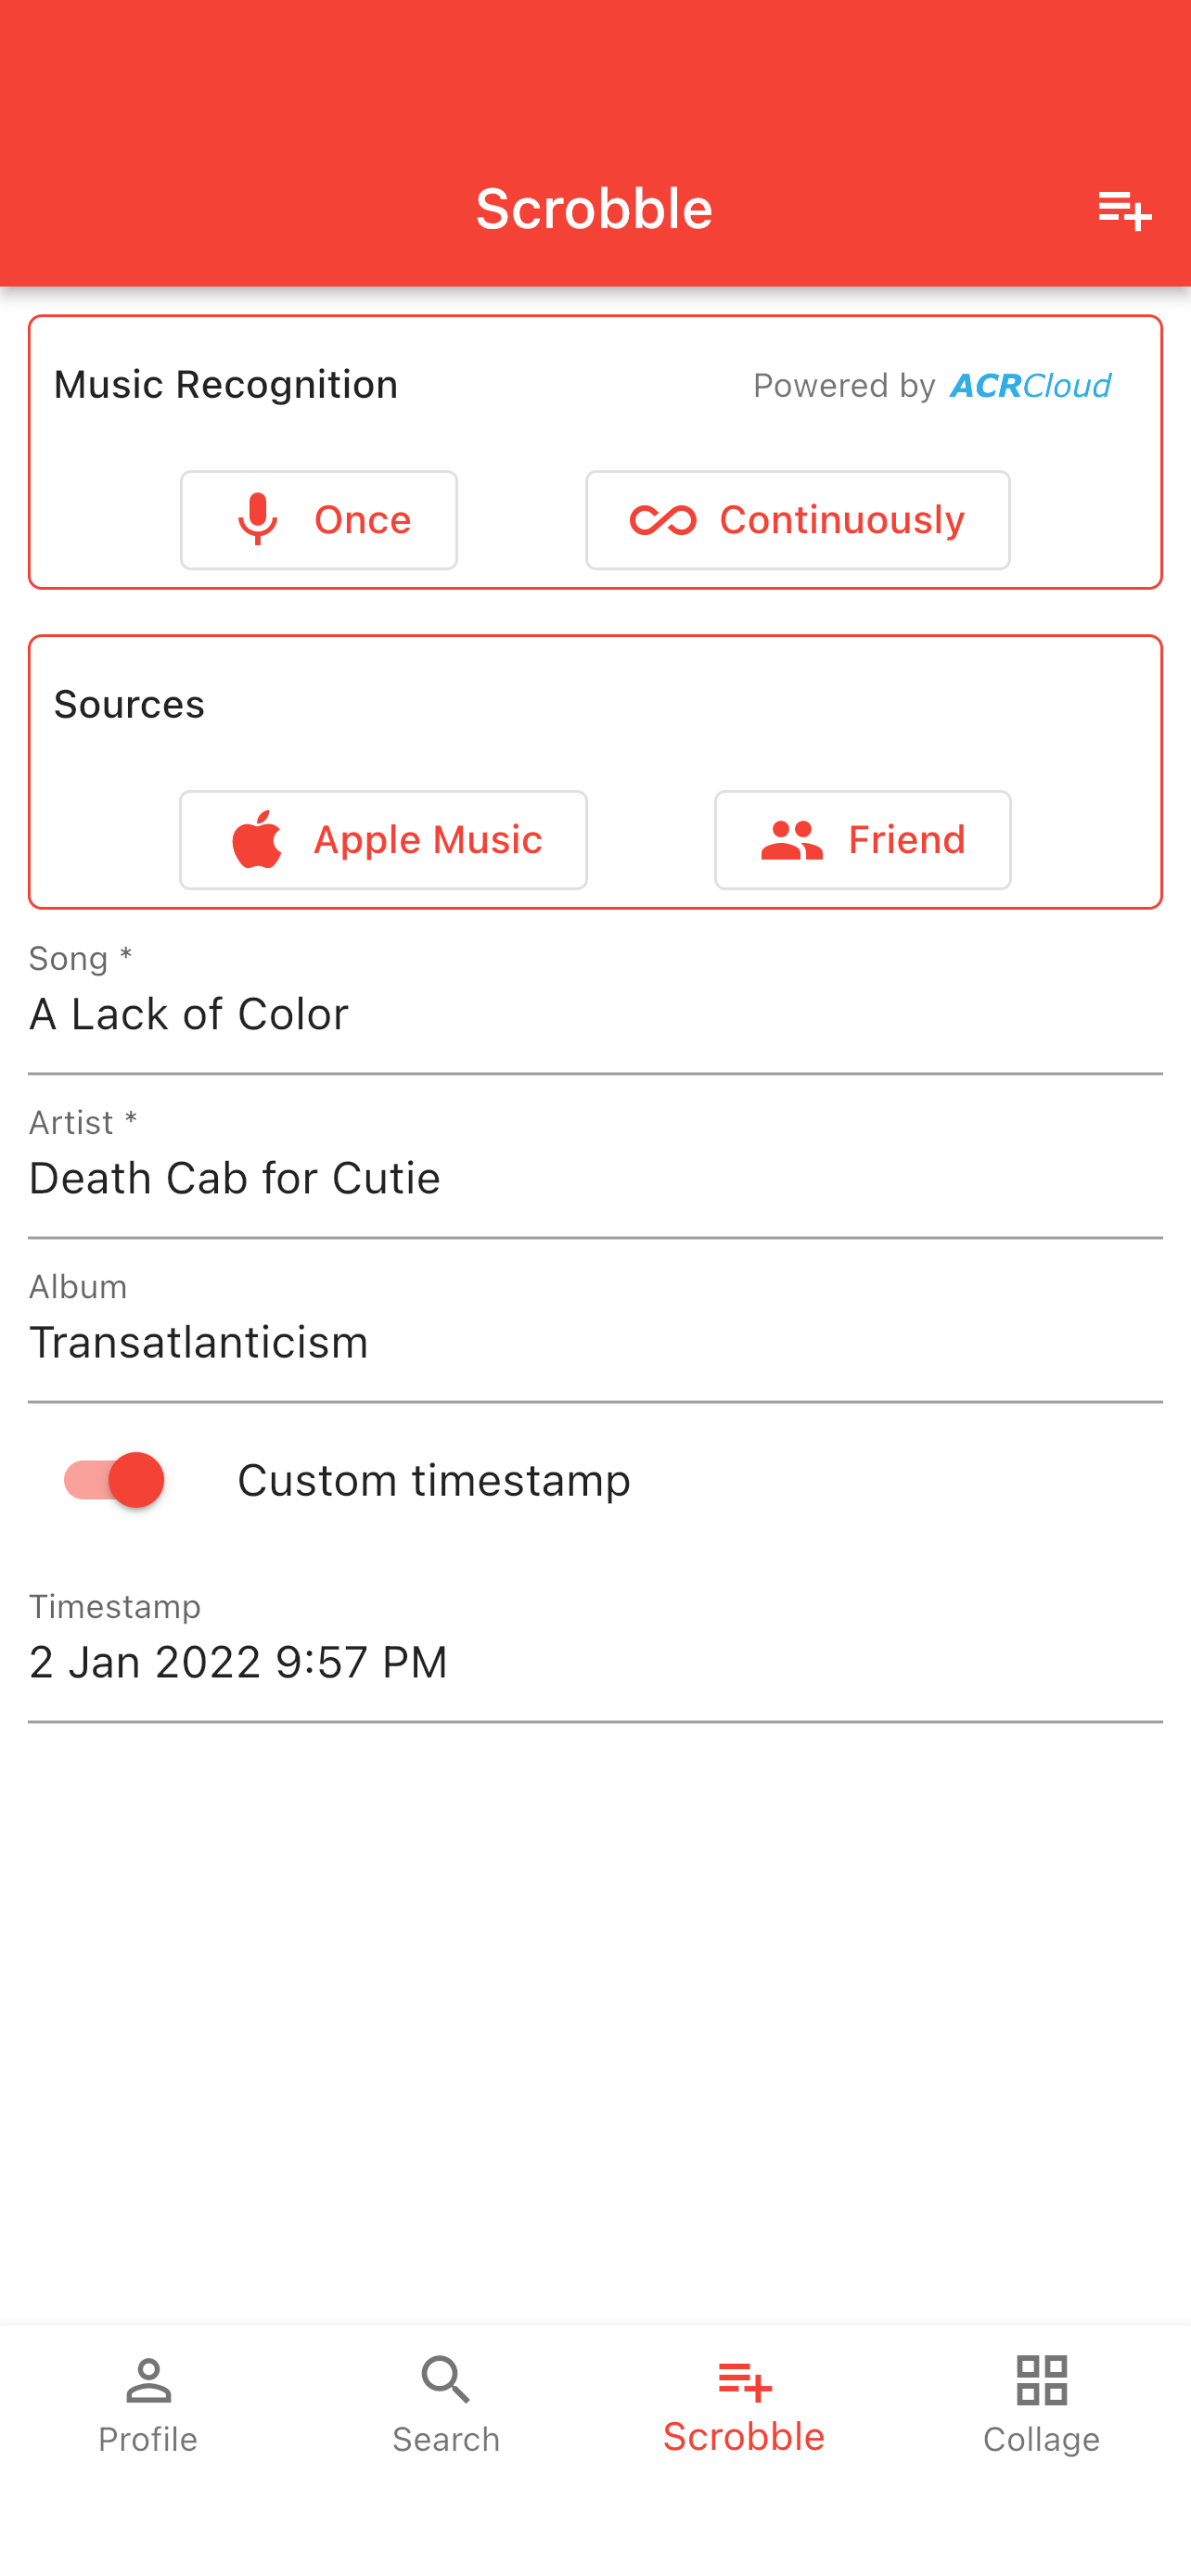 Scrobble
Music Recognition
Powered by ACRCloud
Once
Continuously
Sources
Apple Music
Friend
Song *
A Lack of Color
Artist *
Death Cab for Cutie
Album
Transatlanticism
Custom timestamp
Timestamp
2 Jan 2022 9:57 PM
Profile
Search
Scrobble
Collage